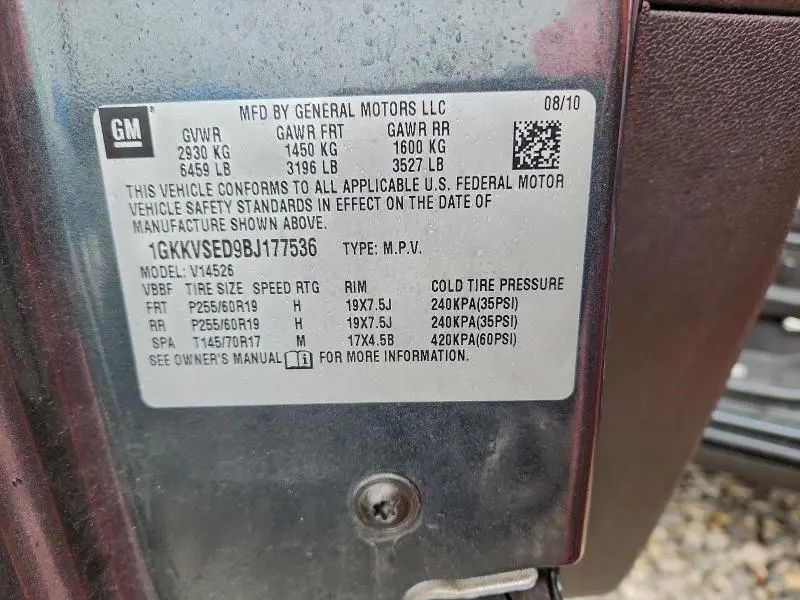 GM ® MFD BY GENERAL MOTORS LLC 08/10
GVWR GAWR FRT GAWR RR
2930 KG 1450 KG 1600 KG
6459 LB 3196 LB 3527 LB
THIS VEHICLE CONFORMS TO ALL APPLICABLE U.S. FEDERAL MOTOR
VEHICLE SAFETY STANDARDS IN EFFECT ON THE DATE OF
MANUFACTURE SHOWN ABOVE.
1GKKVSED9BJ177536 TYPE: M.P.V.
MODEL: V14526
VBBF TIRE SIZE SPEED RTG RIM COLD TIRE PRESSURE
FRT P255/60R19 H 19X7.5J 240KPA(35PSI)
RR P255/60R19 H 19X7.5J 240KPA(35PSI)
SPA T145/70R17 M 17X4.5B 420KPA(60PSI)
SEE OWNER'S MANUAL i FOR MORE INFORMATION.